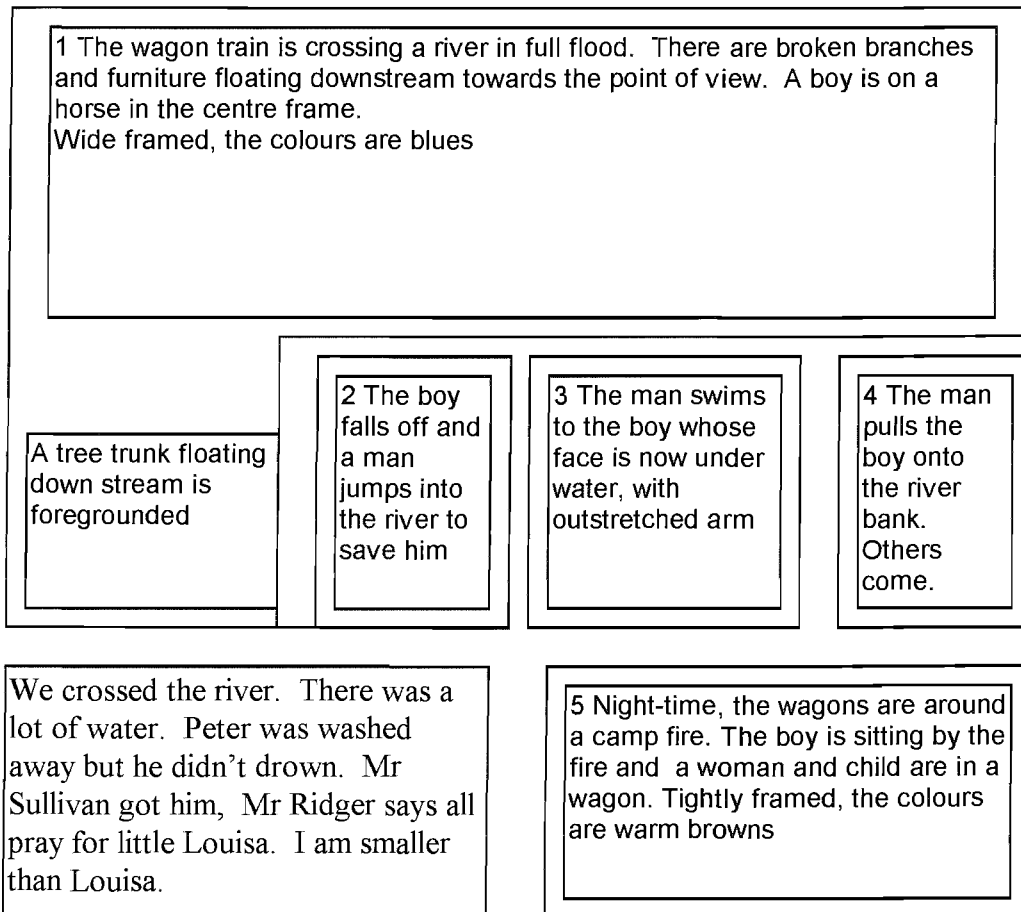 1 The wagon train is crossing a river in full flood.  There are broken branches
and furniture floating downstream towards the point of view.  A boy is on a
horse in the centre frame.
Wide framed, the colours are blues
A tree trunk floating
down stream is
foregrounded
2 The boy
falls off and
a man
jumps into
the river to
save him
3 The man swims
to the boy whose
face is now under
water, with
outstretched arm
4 The man
pulls the
boy onto
the river
bank.
Others
come.
We crossed the river.  There was a
lot of water.  Peter was washed
away but he didn't drown.  Mr
Sullivan got him,  Mr Ridger says all
pray for little Louisa.  I am smaller
than Louisa.
5 Night-time, the wagons are around
a camp fire. The boy is sitting by the
fire and  a woman and child are in a
wagon. Tightly framed, the colours
are warm browns